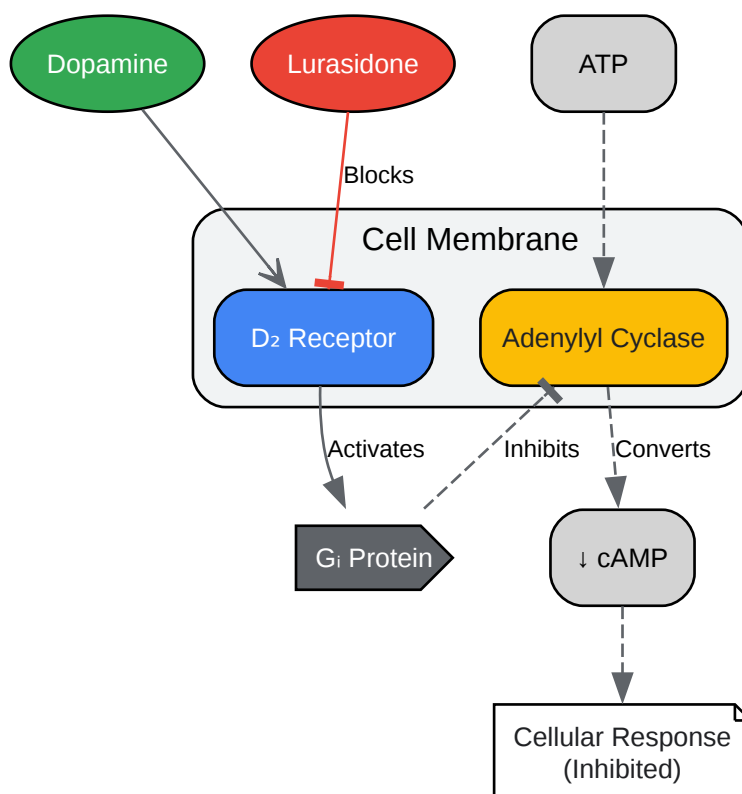 Dopamine
Lurasidone
ATP
Blocks
Cell Membrane
D₂ Receptor
Adenylyl Cyclase
Activates
Inhibits
Converts
Gᵢ Protein
↓ cAMP
Cellular Response
(Inhibited)